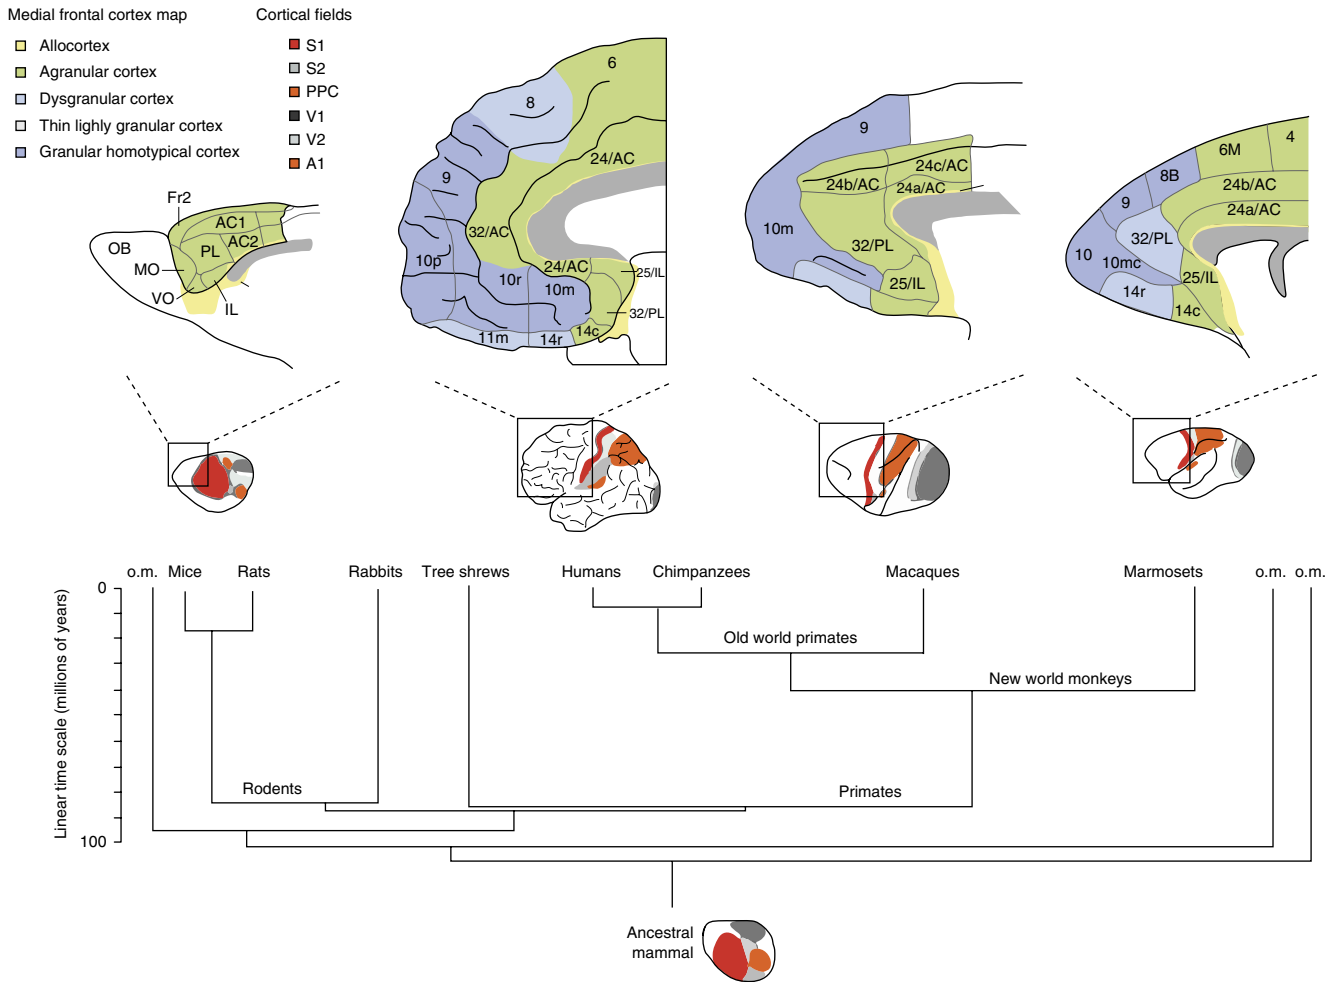 Medial frontal cortex map
Allocortex
Agranular cortex
Dysgranular cortex
Thin lighly granular cortex
Granular homotypical cortex
Cortical fields
S1
S2
PPC
V1
V2
A1
Fr2
OB
AC1
AC2
PL
MO
VO
IL
6
8
9
24/AC
32/AC
10p
10r
24/AC
10m
25/IL
32/PL
11m
14r
14c
9
24c/AC
24b/AC
24a/AC
10m
32/PL
25/IL
4
6M
8B
24b/AC
9
24a/AC
32/PL
10
10mc
25/IL
14r
14c
o.m.
Mice
Rats
Rabbits
Tree shrews
Humans
Chimpanzees
Macaques
Marmosets
o.m.
o.m.
Linear time scale (millions of years)
0
100
Old world primates
New world monkeys
Rodents
Primates
Ancestral
mammal